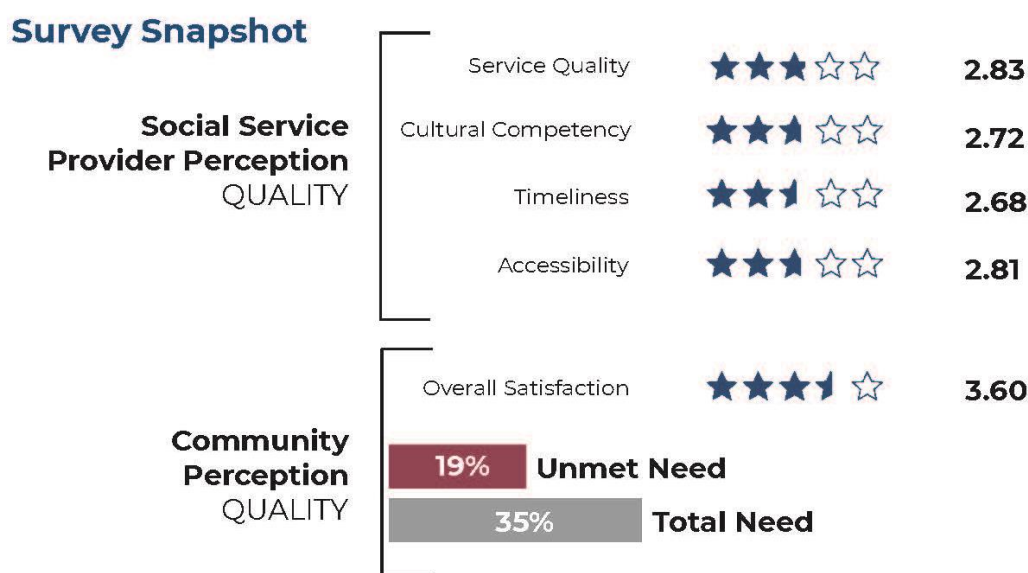 Survey Snapshot
Social Service
Provider Perception
QUALITY
Service Quality 2.83
Cultural Competency 2.72
Timeliness 2.68
Accessibility 2.81
Community
Perception
QUALITY
Overall Satisfaction 3.60
19% Unmet Need
35% Total Need